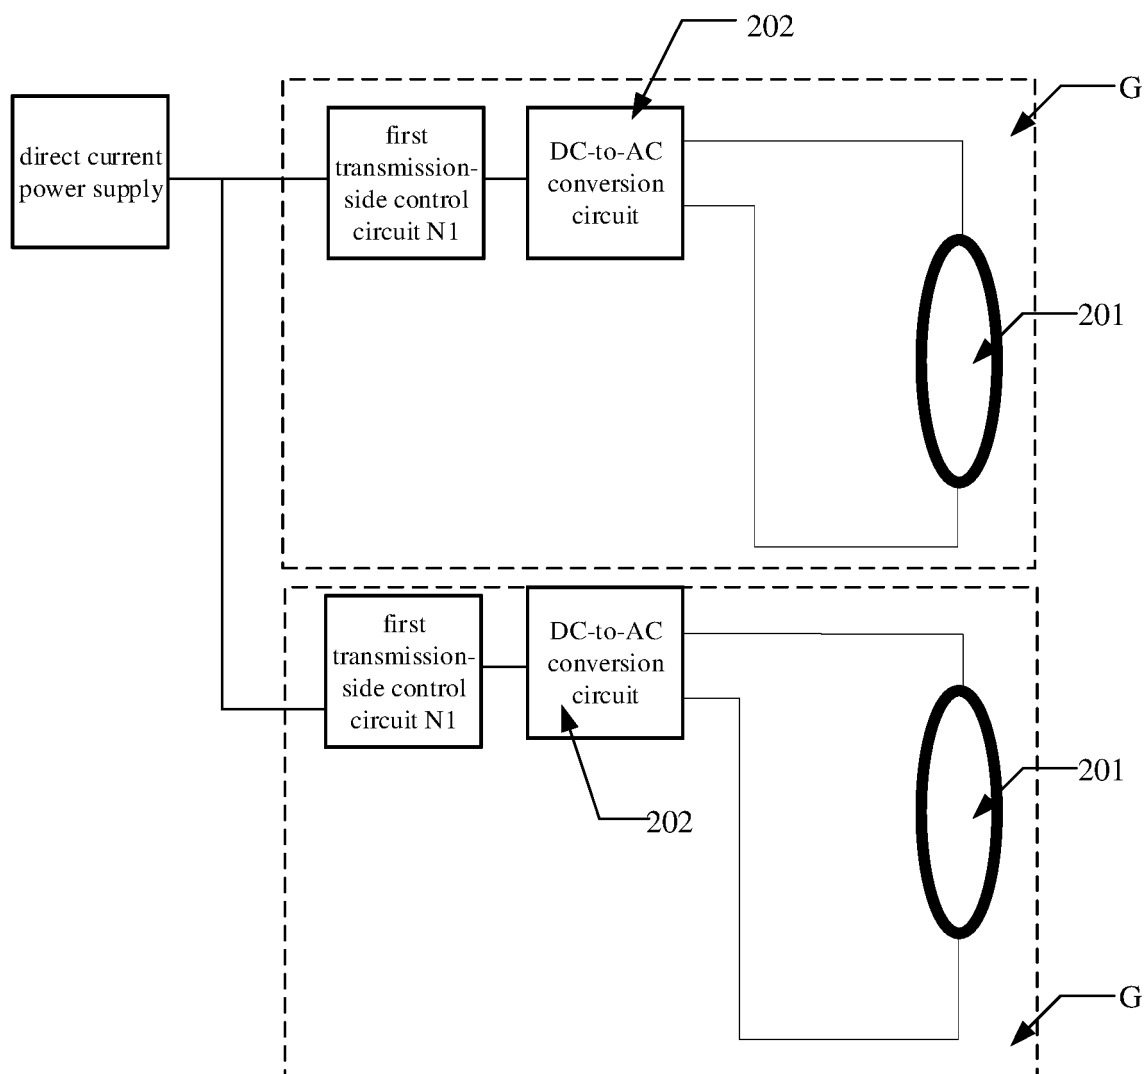 202
G
direct current
power supply
first
transmission-
side control
circuit N1
DC-to-AC
conversion
circuit
201
first
transmission-
side control
circuit N1
DC-to-AC
conversion
circuit
201
202
G